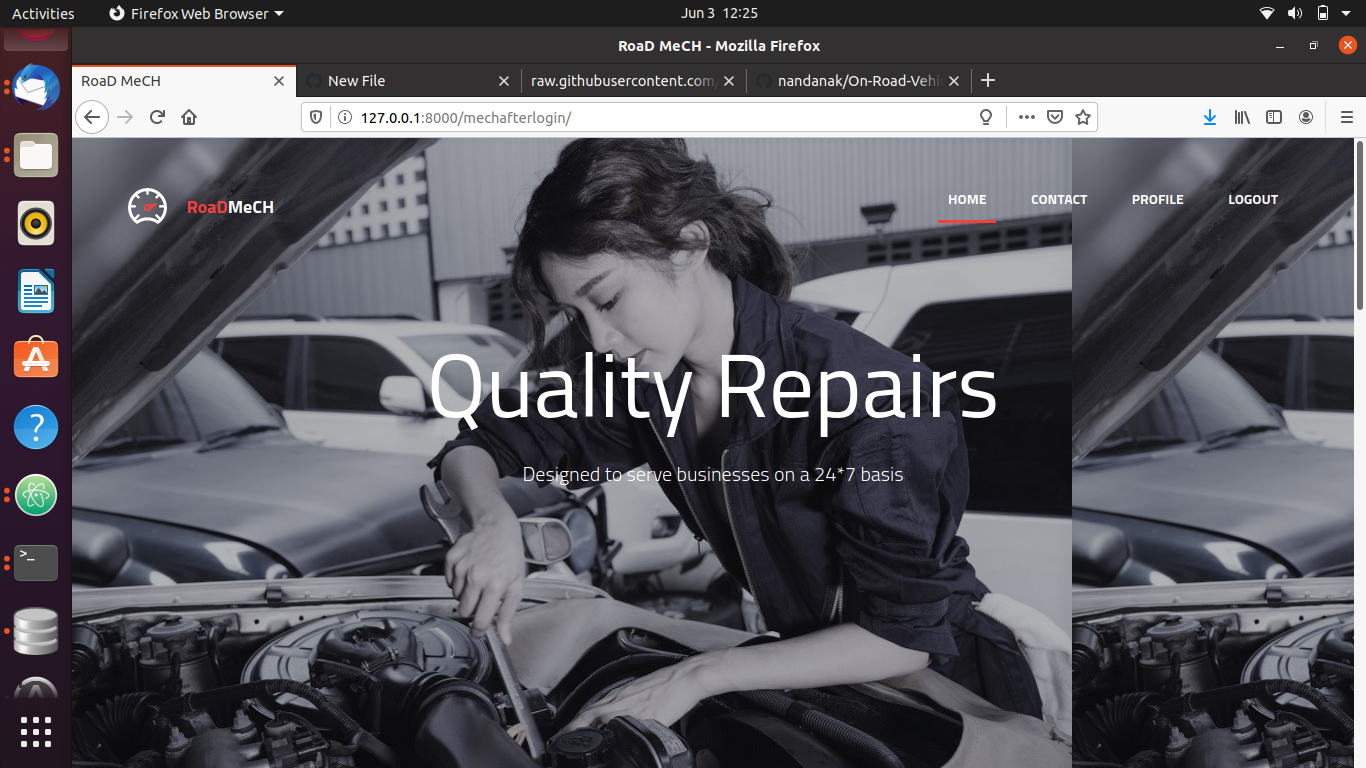 Activities Firefox Web Browser Jun 3 12:25
RoaD MeCH - Mozilla Firefox
RoaD MeCH New File raw.githubusercontent.com nandanak/On-Road-Vehi
127.0.0.1:8000/mechafterlogin/
RoaDMeCH HOME CONTACT PROFILE LOGOUT
Quality Repairs
Designed to serve businesses on a 24*7 basis